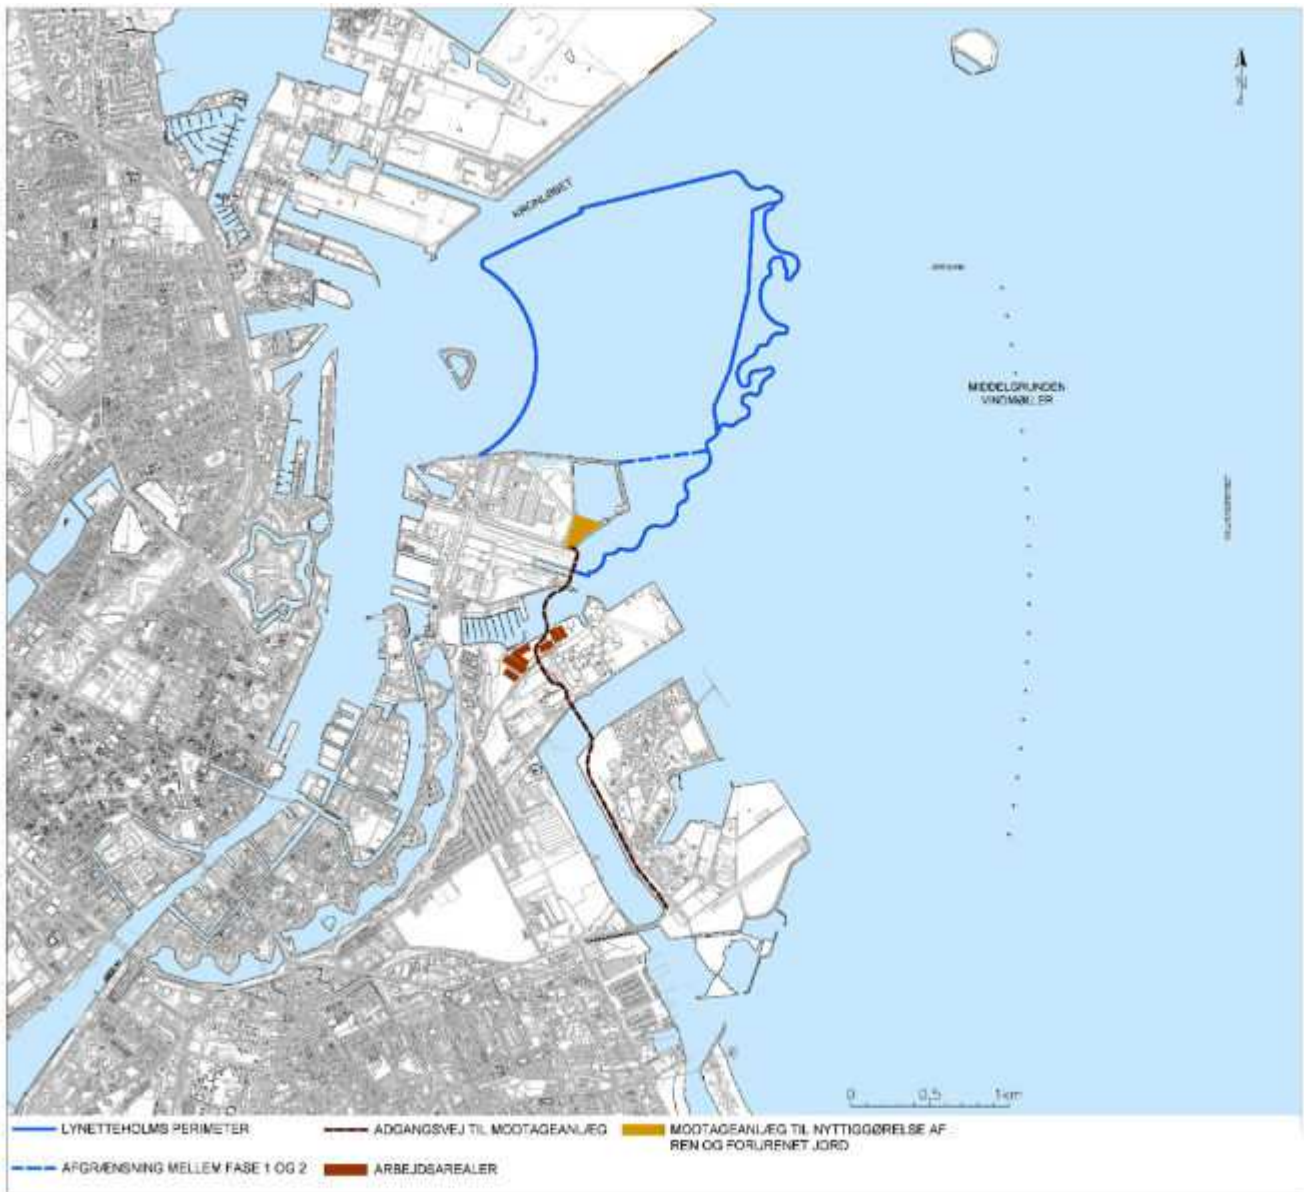 KRONLØBET
MIDDELGRUNDEN
VINDMØLLER
0 0,5 1km
LYNETTEHOLMS PERIMETER
ADGANGSVEJ TIL MODTAGEANLÆG
MODTAGEANLÆG TIL NYTTIGGØRELSE AF
REN OG FORURENET JORD
AFGRÆNSNING MELLEM FASE 1 OG 2
ARBEJDSAREALER